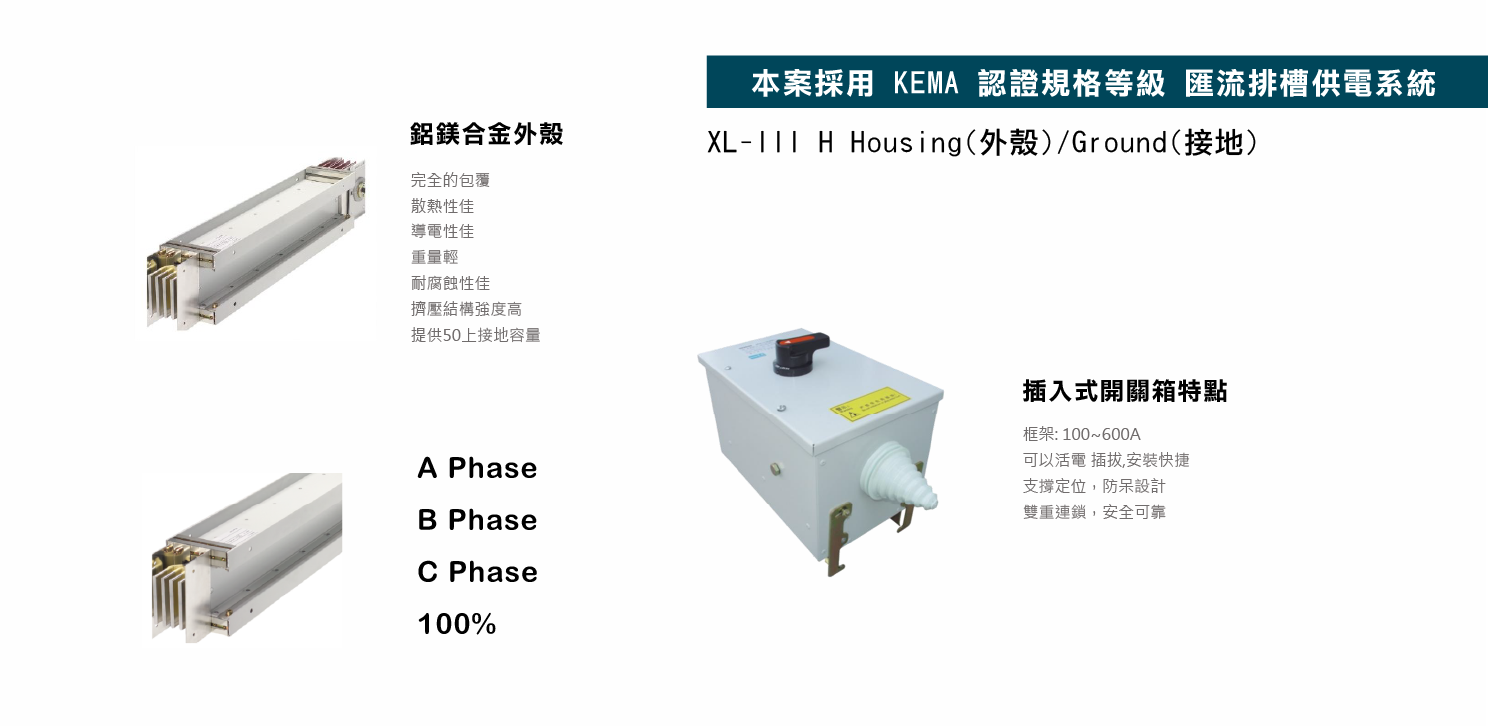 本案採用 KEMA 認證規格等級 匯流排槽供電系統
XL-III H Housing(外殼)/Ground(接地)
鋁鎂合金外殼
完全的包覆
散熱性佳
導電性佳
重量輕
耐腐蝕性佳
擠壓結構強度高
提供50上接地容量
A Phase
B Phase
C Phase
100%
插入式開關箱特點
框架: 100~600A
可以活電 插拔,安裝快捷
支撐定位，防呆設計
雙重連鎖，安全可靠